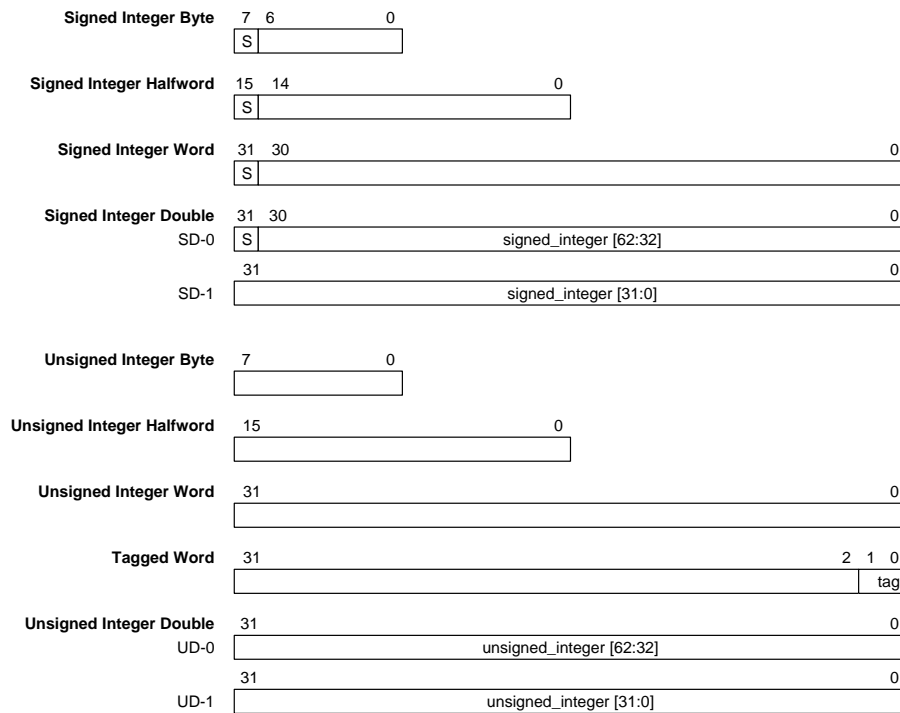 Signed Integer Byte 7 6 0
S
Signed Integer Halfword 15 14 0
S
Signed Integer Word 31 30 0
S
Signed Integer Double 31 30 0
SD-0 S signed_integer [62:32]
31 0
SD-1 signed_integer [31:0]
Unsigned Integer Byte 7 0
Unsigned Integer Halfword 15 0
Unsigned Integer Word 31 0
Tagged Word 31 2 1 0
tag
Unsigned Integer Double 31 0
UD-0 unsigned_integer [62:32]
31 0
UD-1 unsigned_integer [31:0]